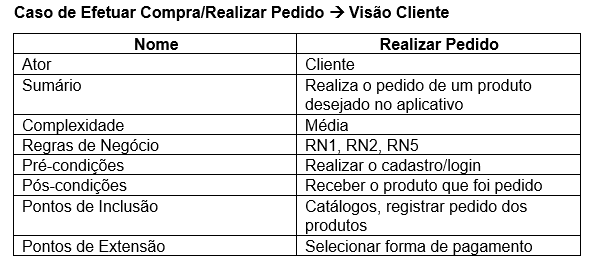 Caso de Efetuar Compra/Realizar Pedido → Visão Cliente
Nome Realizar Pedido
Ator Cliente
Sumário Realiza o pedido de um produto
desejado no aplicativo
Complexidade Média
Regras de Negócio RN1, RN2, RN5
Pré-condições Realizar o cadastro/login
Pós-condições Receber o produto que foi pedido
Pontos de Inclusão Catálogos, registrar pedido dos
produtos
Pontos de Extensão Selecionar forma de pagamento